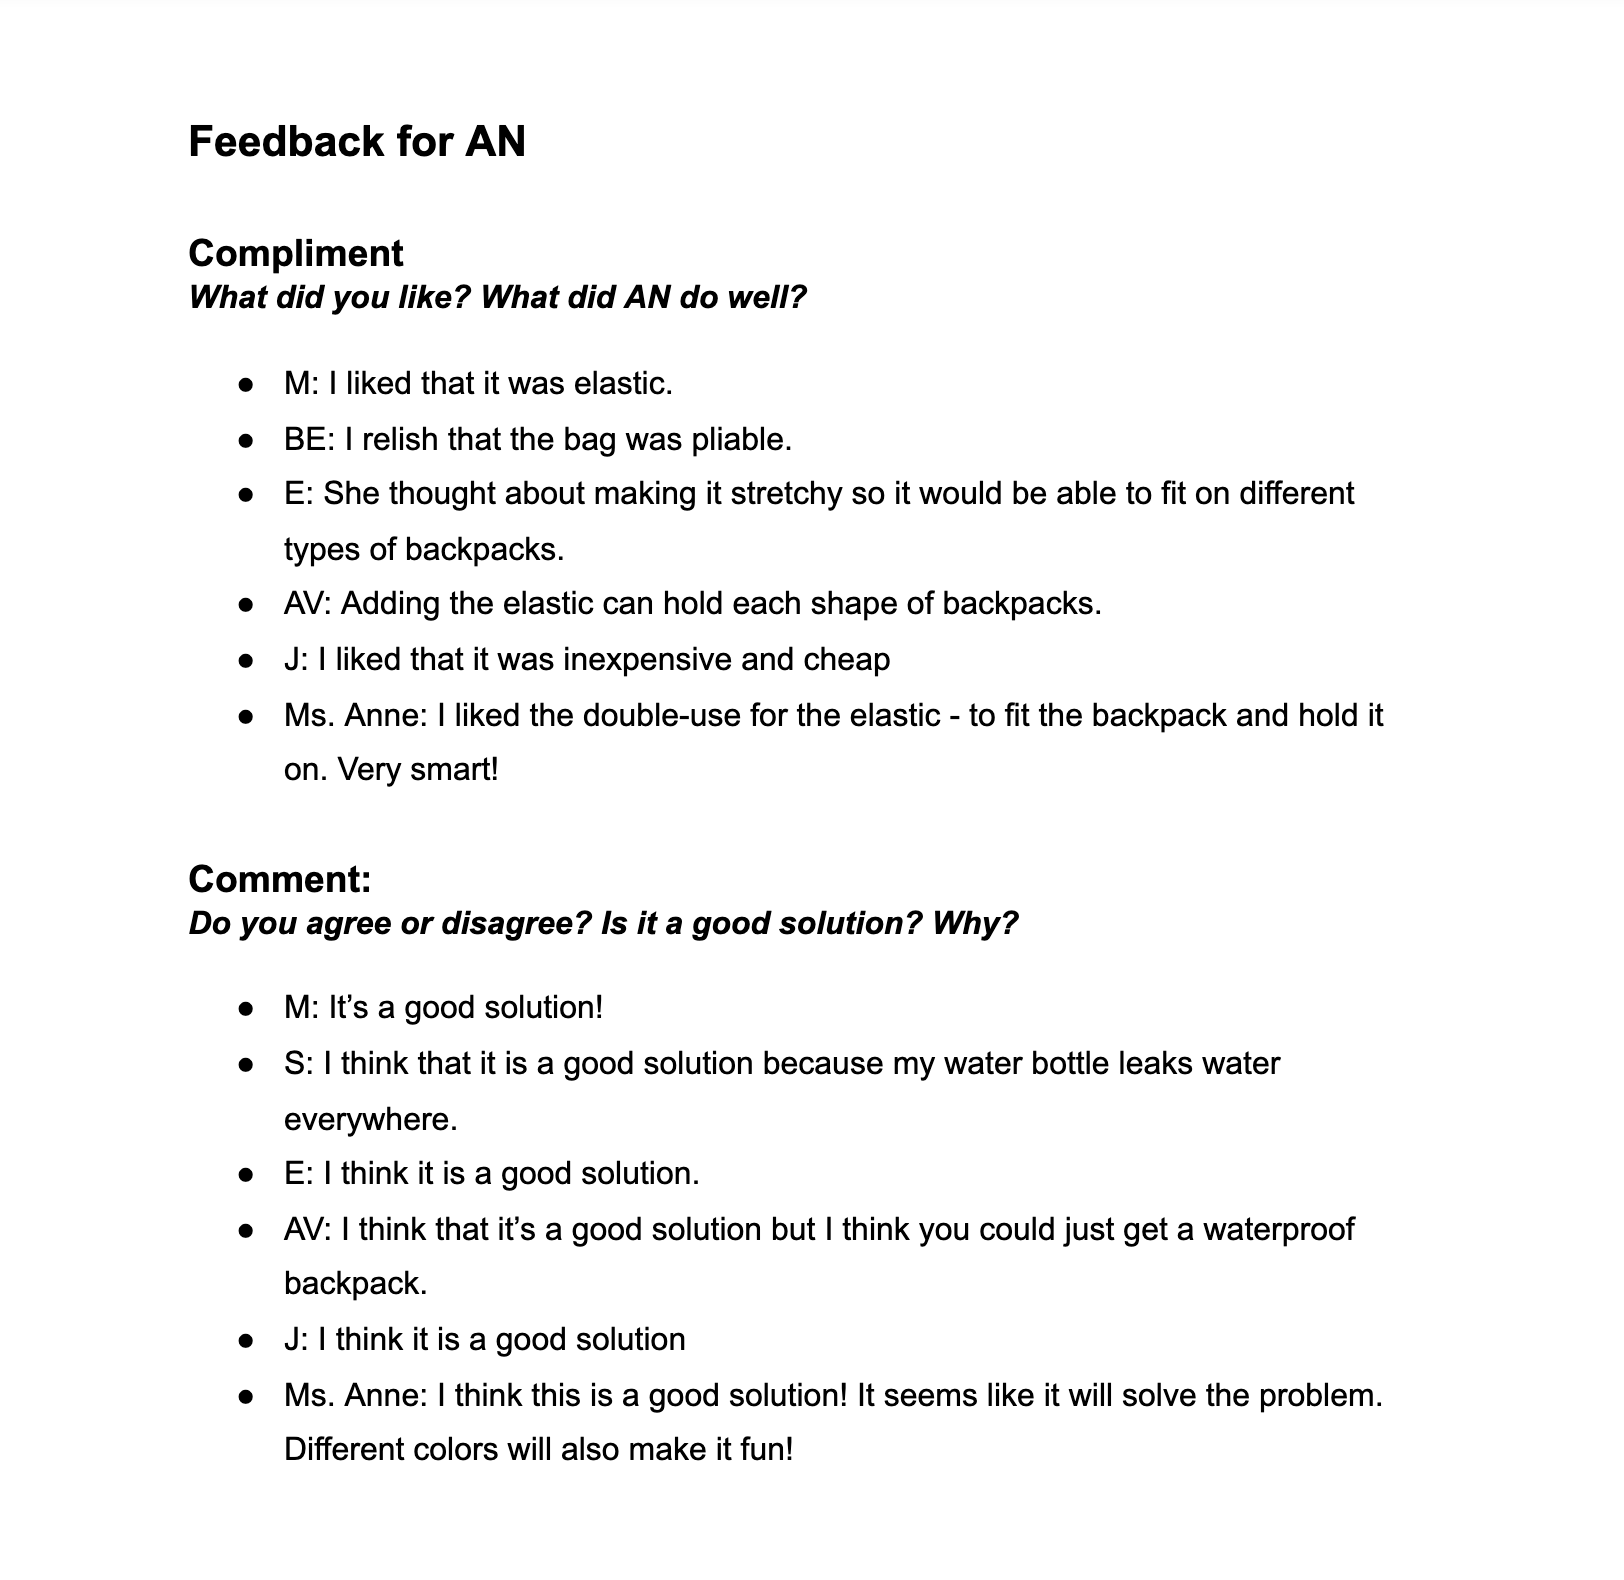 Feedback for AN
Compliment
What did you like? What did AN do well?
● M: I liked that it was elastic.
● BE: I relish that the bag was pliable.
● E: She thought about making it stretchy so it would be able to fit on different
types of backpacks.
● AV: Adding the elastic can hold each shape of backpacks.
● J: I liked that it was inexpensive and cheap
● Ms. Anne: I liked the double-use for the elastic - to fit the backpack and hold it
on. Very smart!
Comment:
Do you agree or disagree? Is it a good solution? Why?
● M: It’s a good solution!
● S: I think that it is a good solution because my water bottle leaks water
everywhere.
● E: I think it is a good solution.
● AV: I think that it’s a good solution but I think you could just get a waterproof
backpack.
● J: I think it is a good solution
● Ms. Anne: I think this is a good solution! It seems like it will solve the problem.
Different colors will also make it fun!